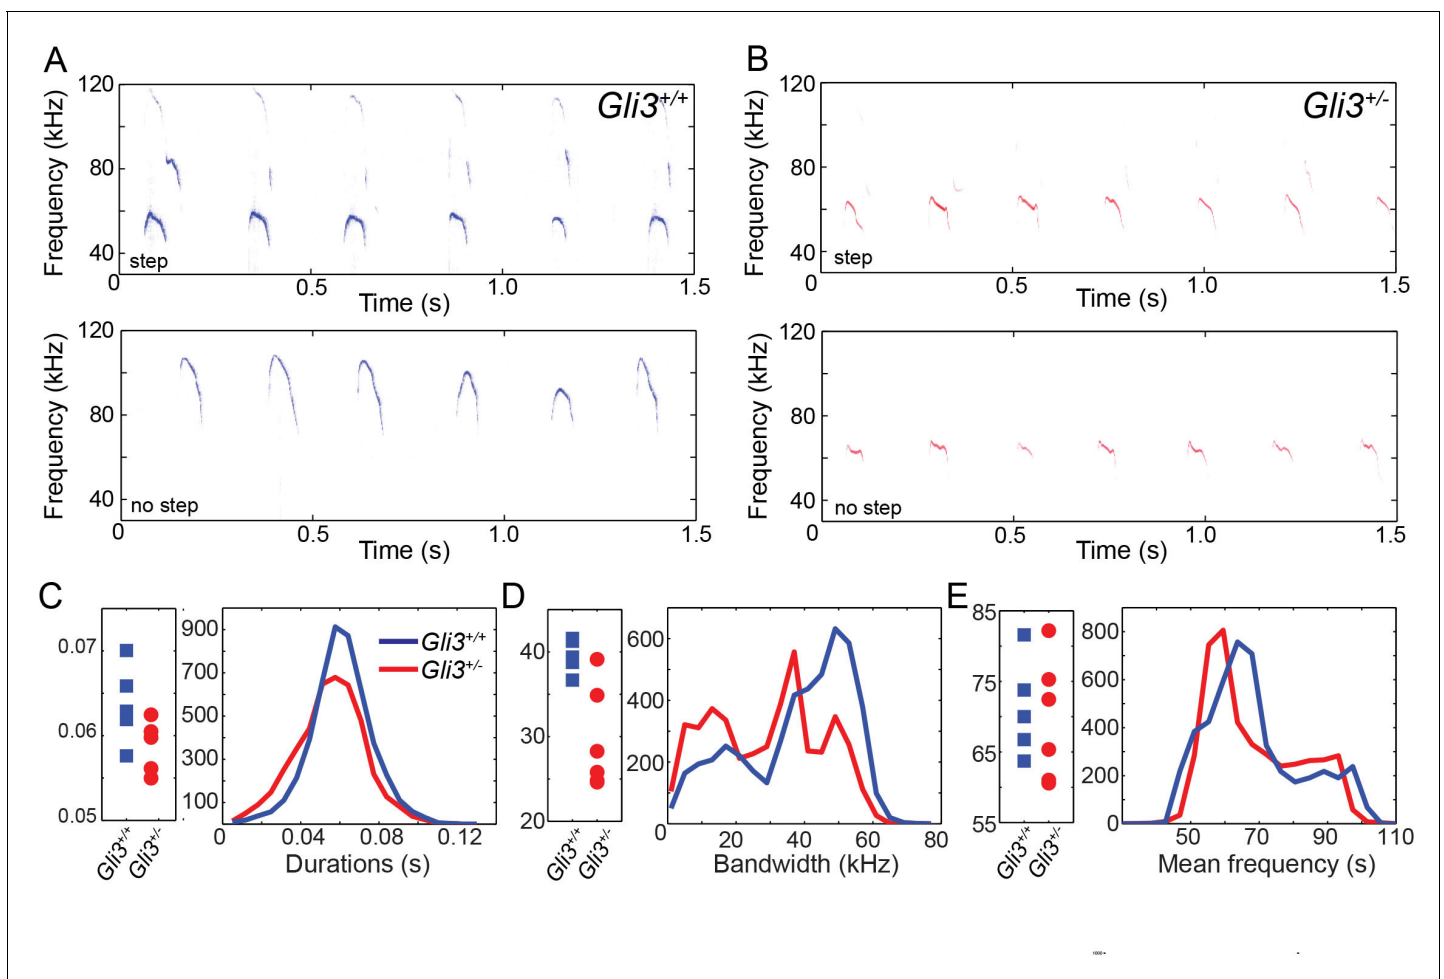 A
B
120
80
40
Frequency (kHz)
Gli3+/+
step
0
0.5
1.0
1.5
Time (s)
120
80
40
Frequency (kHz)
Gli3+/-
step
0
0.5
1.0
1.5
Time (s)
120
80
40
Frequency (kHz)
no step
0
0.5
1.0
1.5
Time (s)
120
80
40
Frequency (kHz)
no step
0
0.5
1.0
1.5
Time (s)
C
0.07
0.06
0.05
Gli3+/+
Gli3+/-
900
700
500
300
100
Gli3+/+
Gli3+/-
0
0.04
0.08
0.12
Durations (s)
D
40
30
20
Gli3+/+
Gli3+/-
600
400
200
0
20
40
60
80
Bandwidth (kHz)
E
85
75
65
55
Gli3+/+
Gli3+/-
800
600
400
200
0
50
70
90
110
Mean frequency (s)